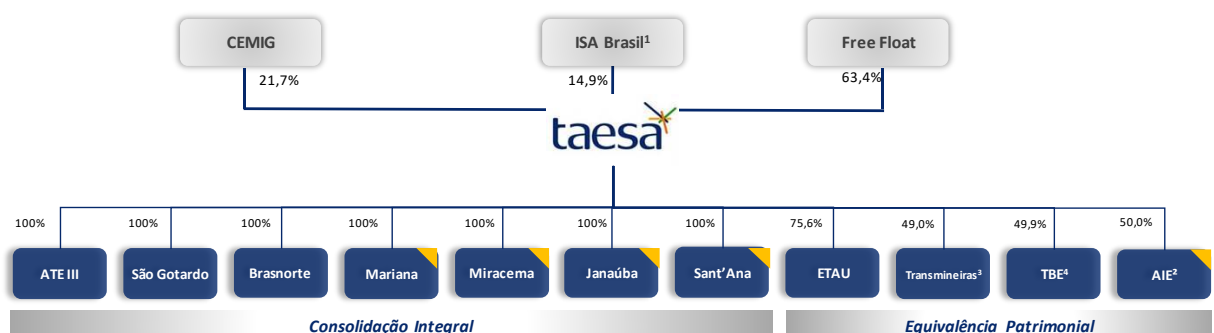 CEMIG
ISA Brasil¹
Free Float
21,7%
14,9%
63,4%
taesa
100%
100%
100%
100%
100%
100%
100%
75,6%
49,0%
49,9%
50,0%
ATE III
São Gotardo
Brasnorte
Mariana
Miracema
Janaúba
Sant'Ana
ETAU
Transmineiras³
TBE⁴
AIE²
Consolidação Integral
Equivalência Patrimonial